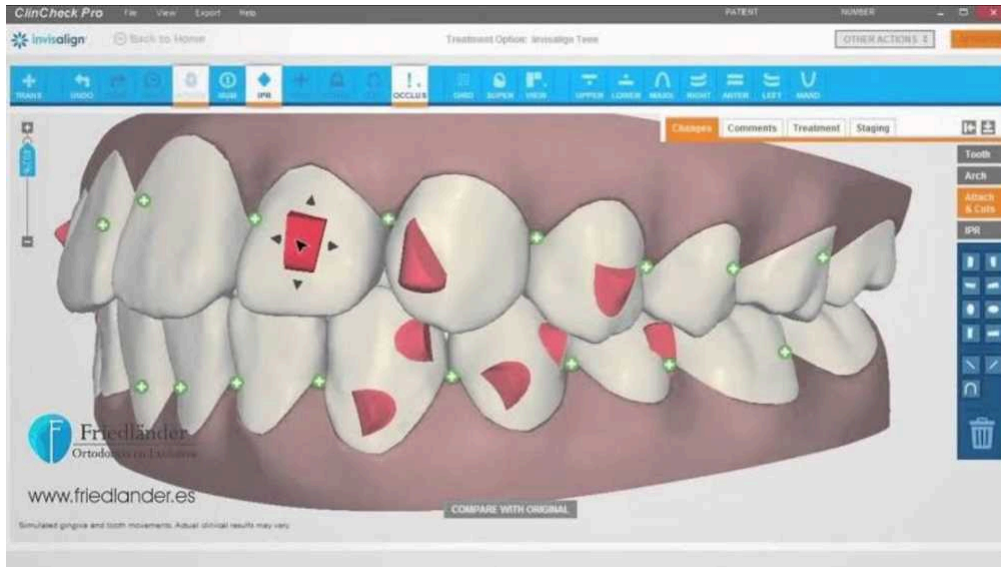 ClinCheck Pro File View Export Help PATIENT NUMBER
invisalign Back to Home Treatment Option: Invisalign Teen OTHER ACTIONS
UNDO IPR OCCLUS GRID SUPER VIEW UPPER LOWER RIGHT ANTER LEFT
Changes Comments Treatment Staging
Tooth
Arch
Attach
& Cuts
IPR
Friedländer
www.friedlander.es
COMPARE WITH ORIGINAL
Simulated gingiva and tooth movements. Actual clinical results may vary